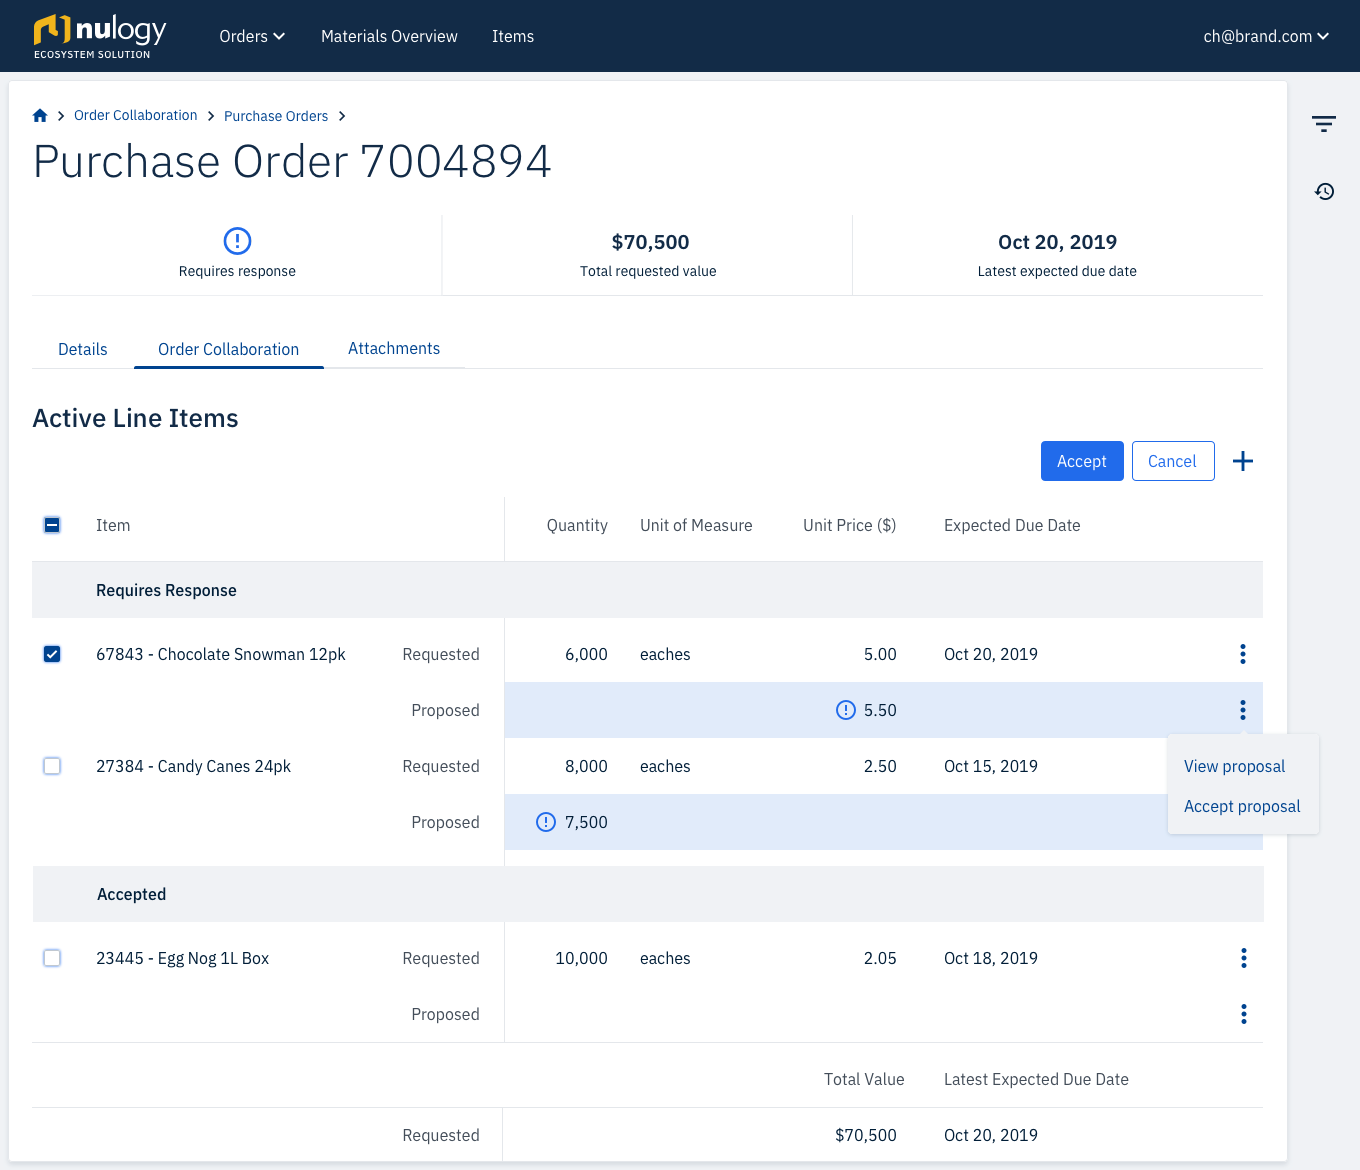 nulogy
ECOSYSTEM SOLUTION
Orders
Materials Overview
Items
ch@brand.com
Order Collaboration
Purchase Orders
Purchase Order 7004894
Requires response
$70,500
Total requested value
Oct 20, 2019
Latest expected due date
Details
Order Collaboration
Attachments
Active Line Items
Accept
Cancel
Item Quantity Unit of Measure Unit Price ($) Expected Due Date
Requires Response
67843 - Chocolate Snowman 12pk Requested 6,000 eaches 5.00 Oct 20, 2019
Proposed 5.50
27384 - Candy Canes 24pk Requested 8,000 eaches 2.50 Oct 15, 2019
View proposal
Accept proposal
Proposed 7,500
Accepted
23445 - Egg Nog 1L Box Requested 10,000 eaches 2.05 Oct 18, 2019
Proposed
Total Value Latest Expected Due Date
Requested $70,500 Oct 20, 2019